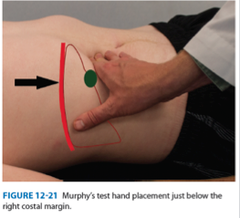 FIGURE 12-21 Murphy's test hand placement just below the
right costal margin.